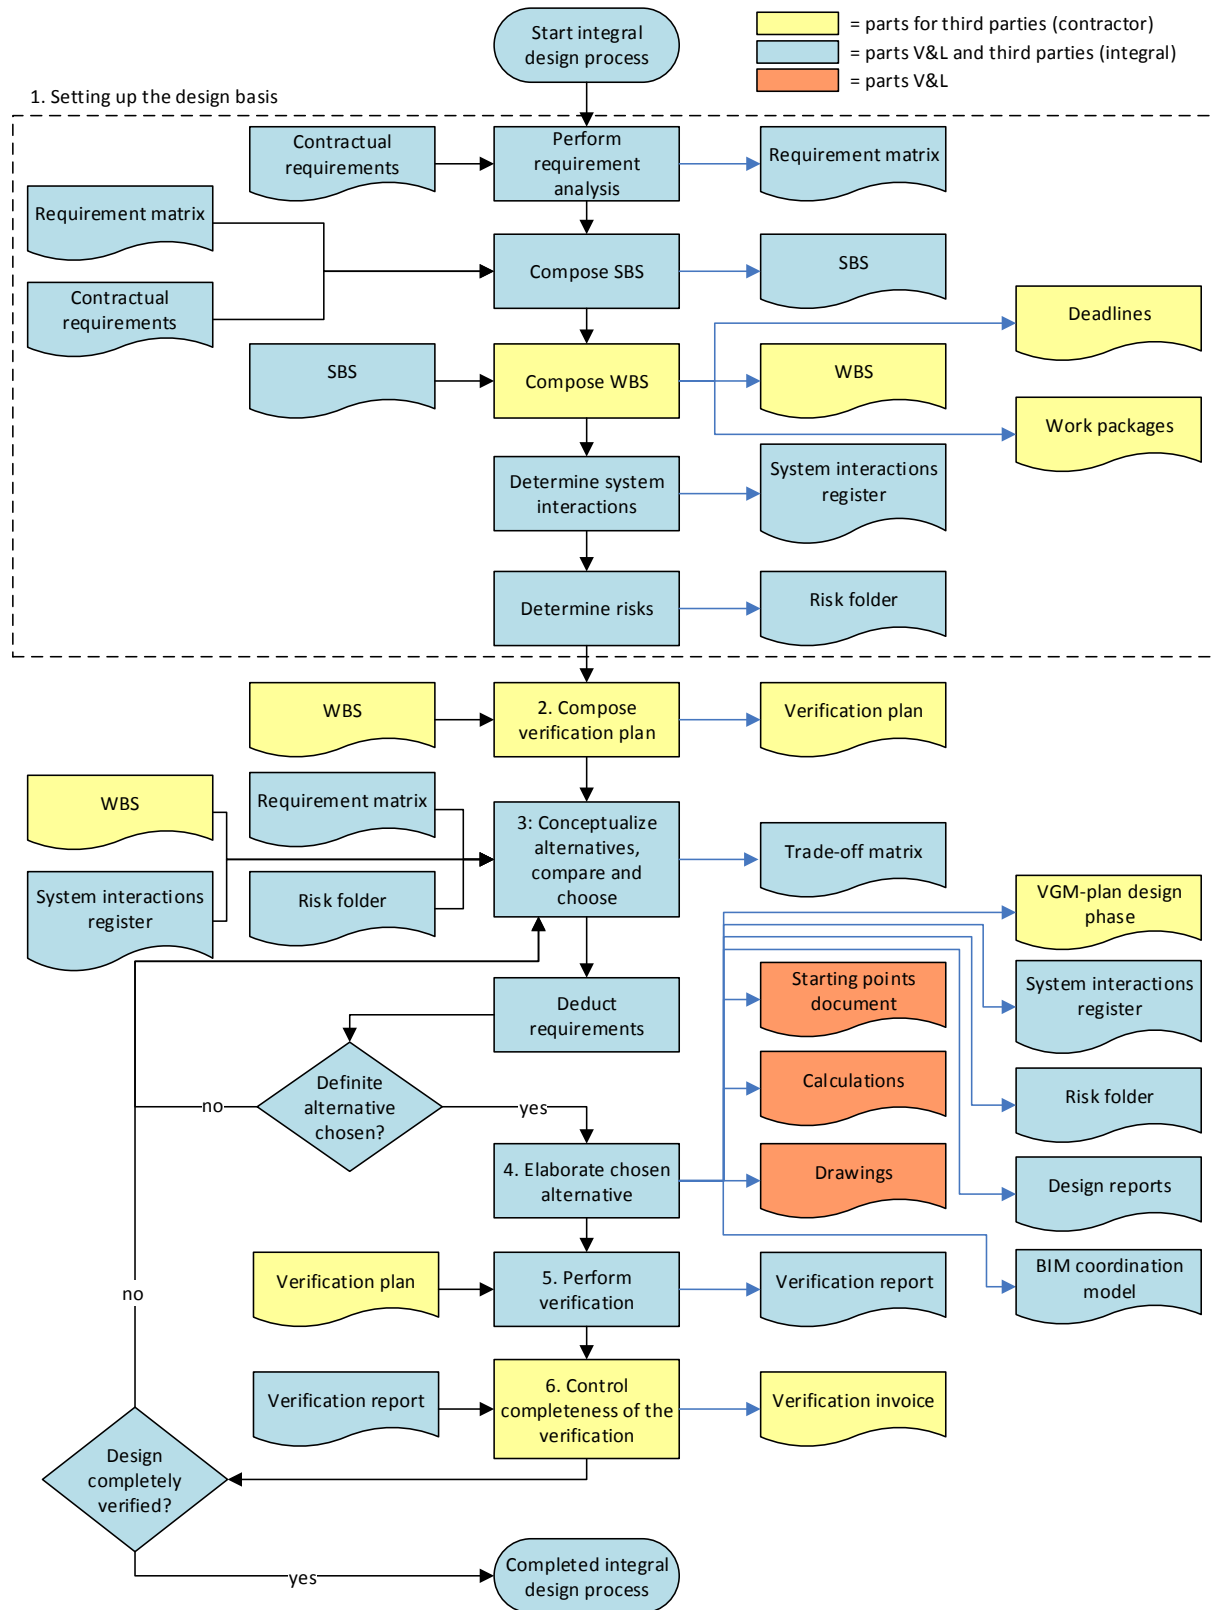 Start integral
design process
= parts for third parties (contractor)
= parts V&L and third parties (integral)
= parts V&L
1. Setting up the design basis
Contractual
requirements
Perform
requirement
analysis
Requirement matrix
Requirement matrix
Contractual
requirements
Compose SBS
SBS
Deadlines
SBS
Compose WBS
WBS
Work packages
Determine system
interactions
System interactions
register
Determine risks
Risk folder
WBS
2. Compose
verification plan
Verification plan
WBS
System interactions
register
Requirement matrix
Risk folder
3: Conceptualize
alternatives,
compare and
choose
Trade-off matrix
VGM-plan design
phase
Deduct
requirements
Starting points
document
System interactions
register
Definite
alternative
chosen?
no
yes
Calculations
Risk folder
4. Elaborate chosen
alternative
Drawings
Design reports
Verification plan
5. Perform
verification
Verification report
BIM coordination
model
no
Verification report
6. Control
completeness of the
verification
Verification invoice
Design
completely
verified?
yes
Completed integral
design process